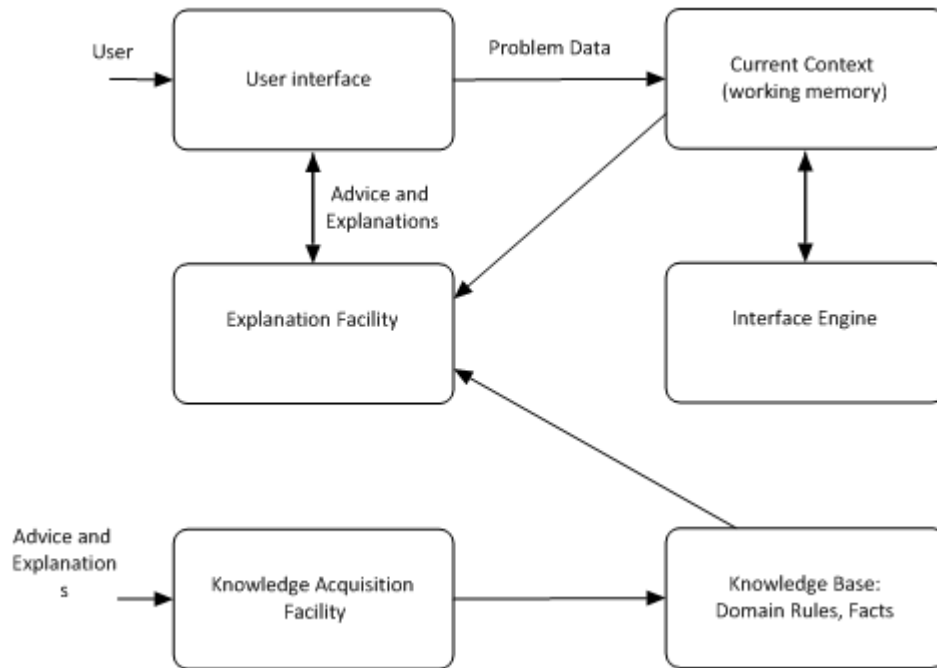 User
User interface
Problem Data
Current Context
(working memory)
Advice and
Explanations
Explanation Facility
Interface Engine
Advice and
Explanation
s
Knowledge Acquisition
Facility
Knowledge Base:
Domain Rules, Facts